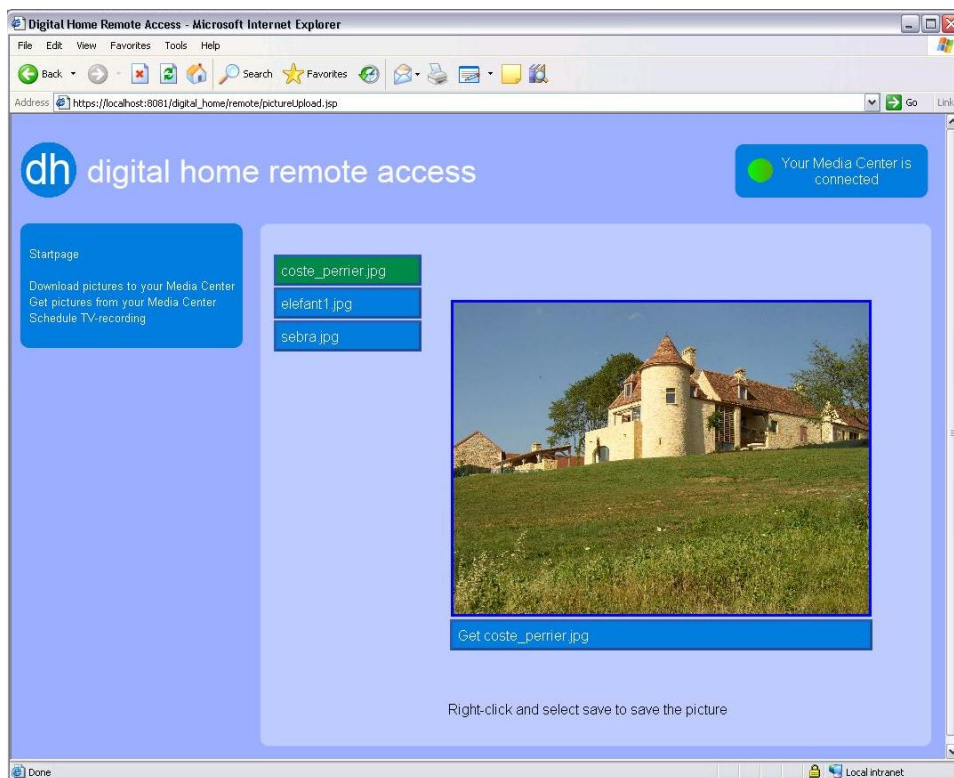 Digital Home Remote Access - Microsoft Internet Explorer
File Edit View Favorites Tools Help
Back Search Favorites
Address https://localhost:8081/digital_home/remote/pictureUpload.jsp Go Link
dh digital home remote access
Your Media Center is
connected
Startpage
Download pictures to your Media Center
Get pictures from your Media Center
Schedule TV-recording
coste_perrier.jpg
elefant1.jpg
sebra.jpg
Get coste_perrier.jpg
Right-click and select save to save the picture
Done Local intranet